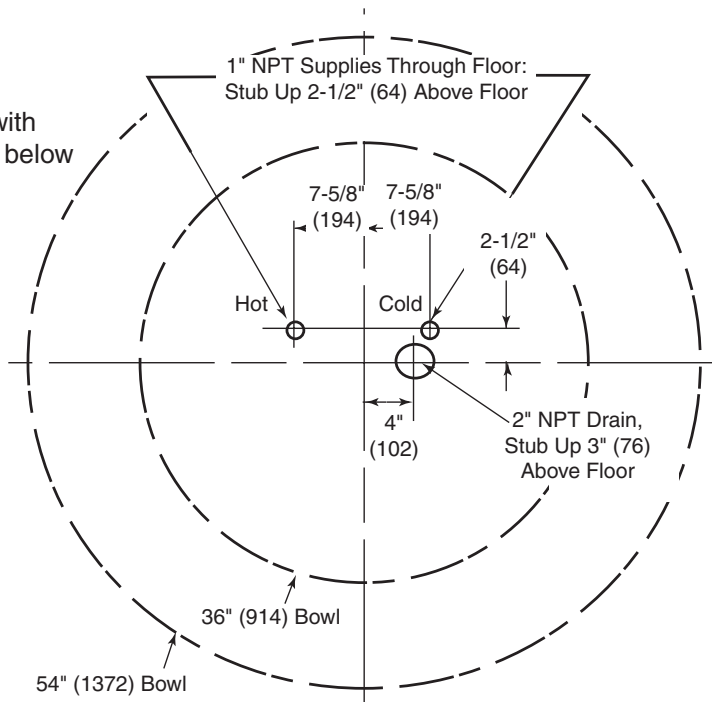 1" NPT Supplies Through Floor:
Stub Up 2-1/2" (64) Above Floor
with
below
7-5/8"
(194)
7-5/8"
(194)
2-1/2"
(64)
Hot
Cold
4"
(102)
2" NPT Drain,
Stub Up 3" (76)
Above Floor
36" (914) Bowl
54" (1372) Bowl